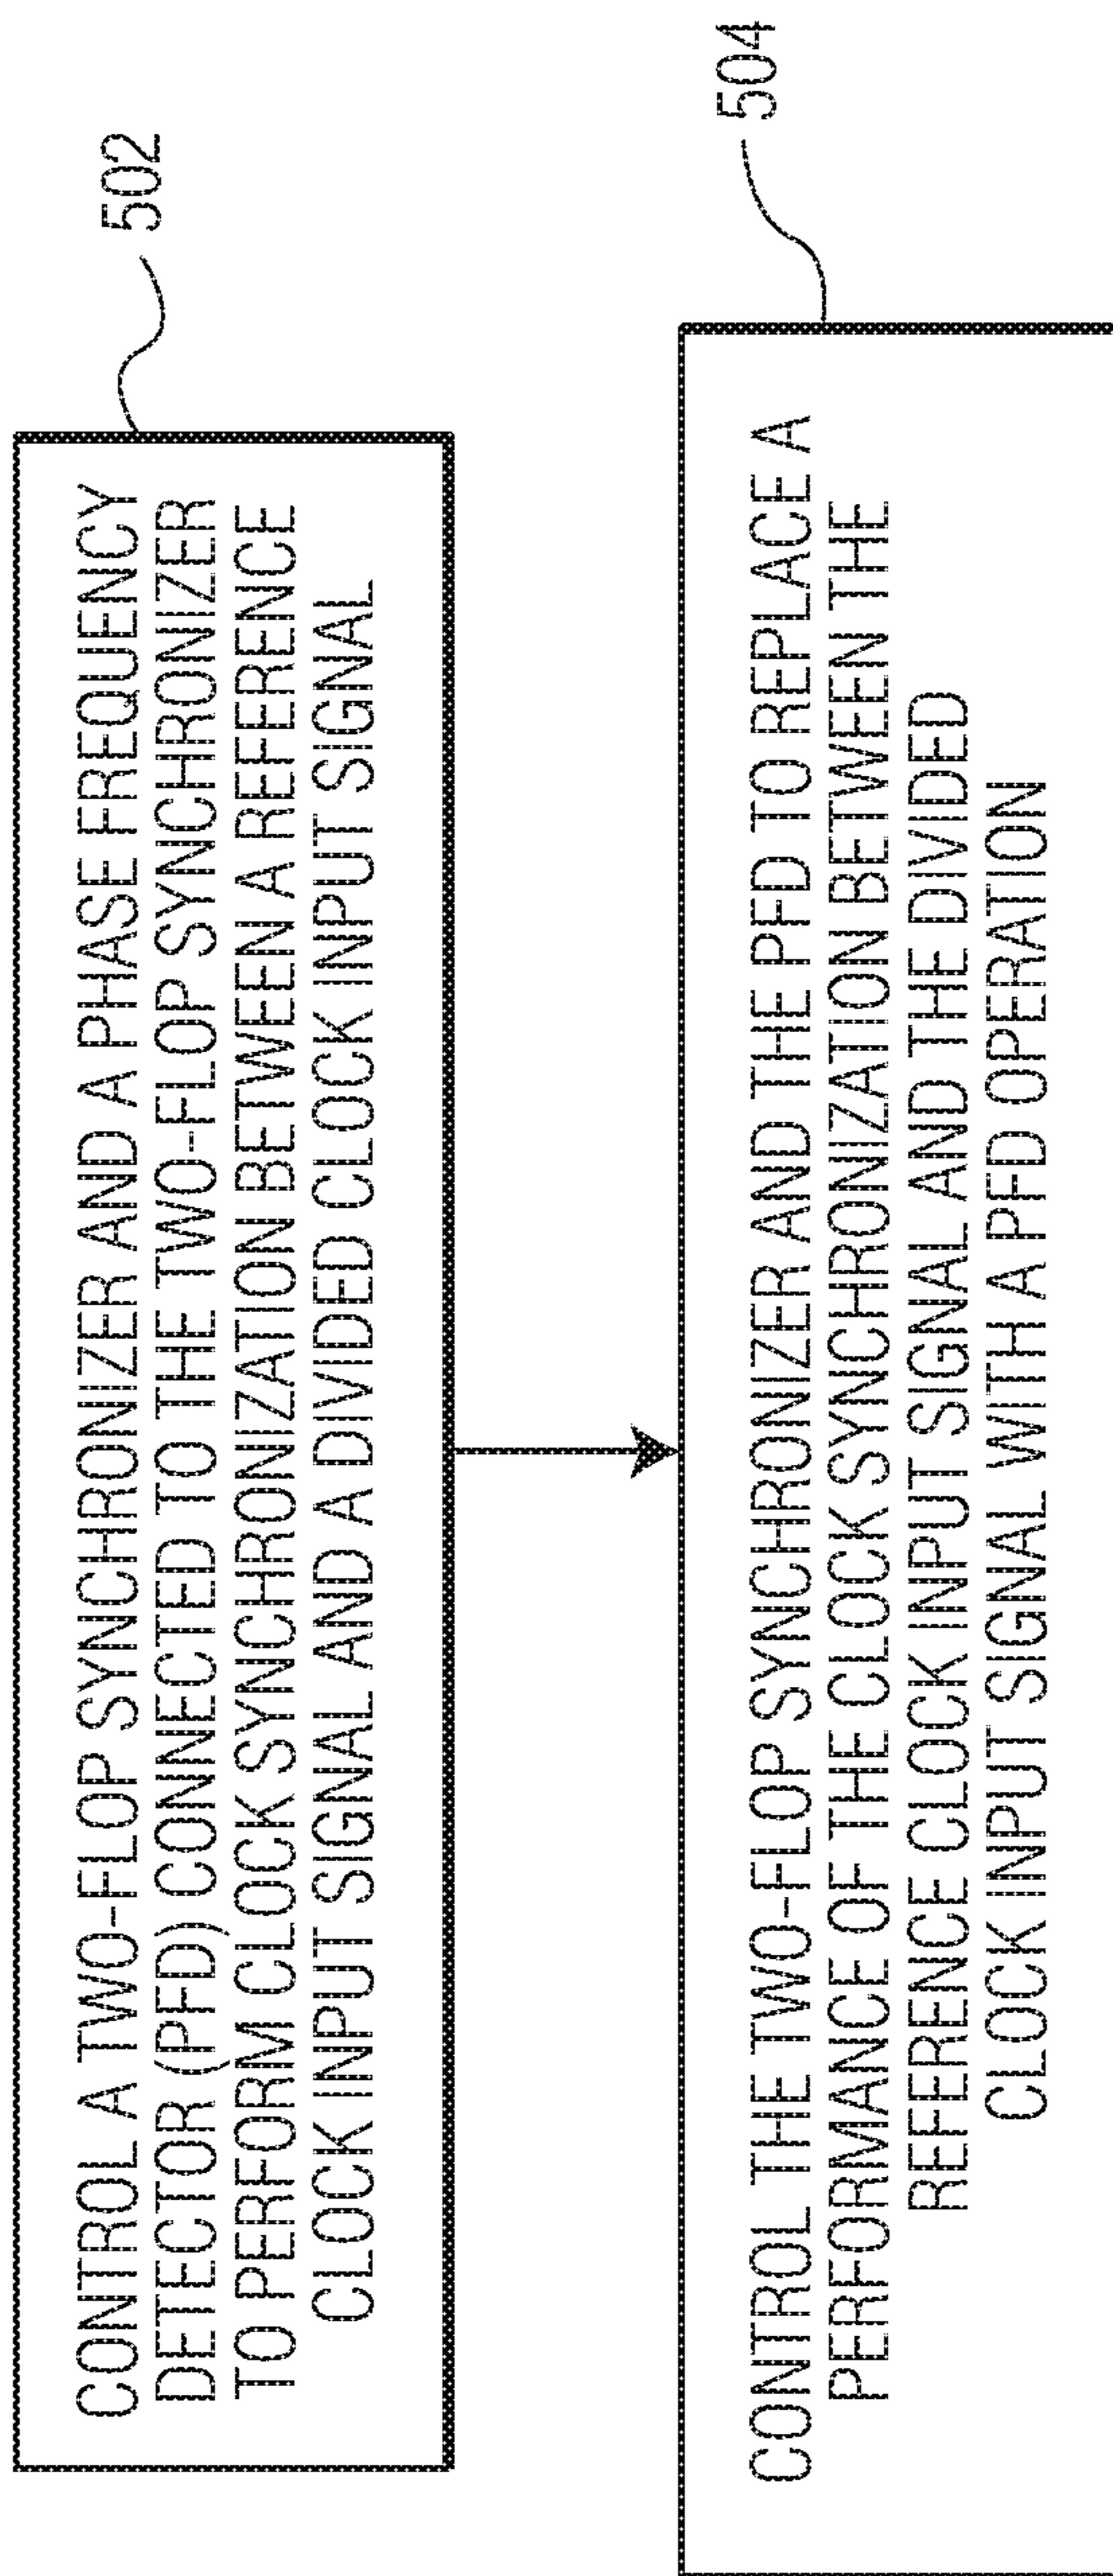 CONTROL A TWO-FLOP SYNCHRONIZER AND A PHASE FREQUENCY
DETECTOR (PFD) CONNECTED TO THE TWO-FLOP SYNCHRONIZER
TO PERFORM CLOCK SYNCHRONIZATION BETWEEN A REFERENCE
CLOCK INPUT SIGNAL AND A DIVIDED CLOCK INPUT SIGNAL
502
CONTROL THE TWO-FLOP SYNCHRONIZER AND THE PFD TO REPLACE A
PERFORMANCE OF THE CLOCK SYNCHRONIZATION BETWEEN THE
REFERENCE CLOCK INPUT SIGNAL AND THE DIVIDED
CLOCK INPUT SIGNAL WITH A PFD OPERATION
504